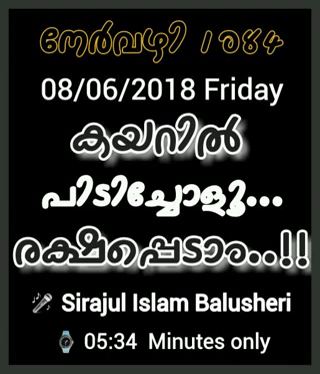 നേർവഴി 1084
08/06/2018 Friday
കയറിൽ
പിടിച്ചോളൂ...
രക്ഷപ്പെടാം..!!
Sirajul Islam Balusheri
05:34 Minutes only